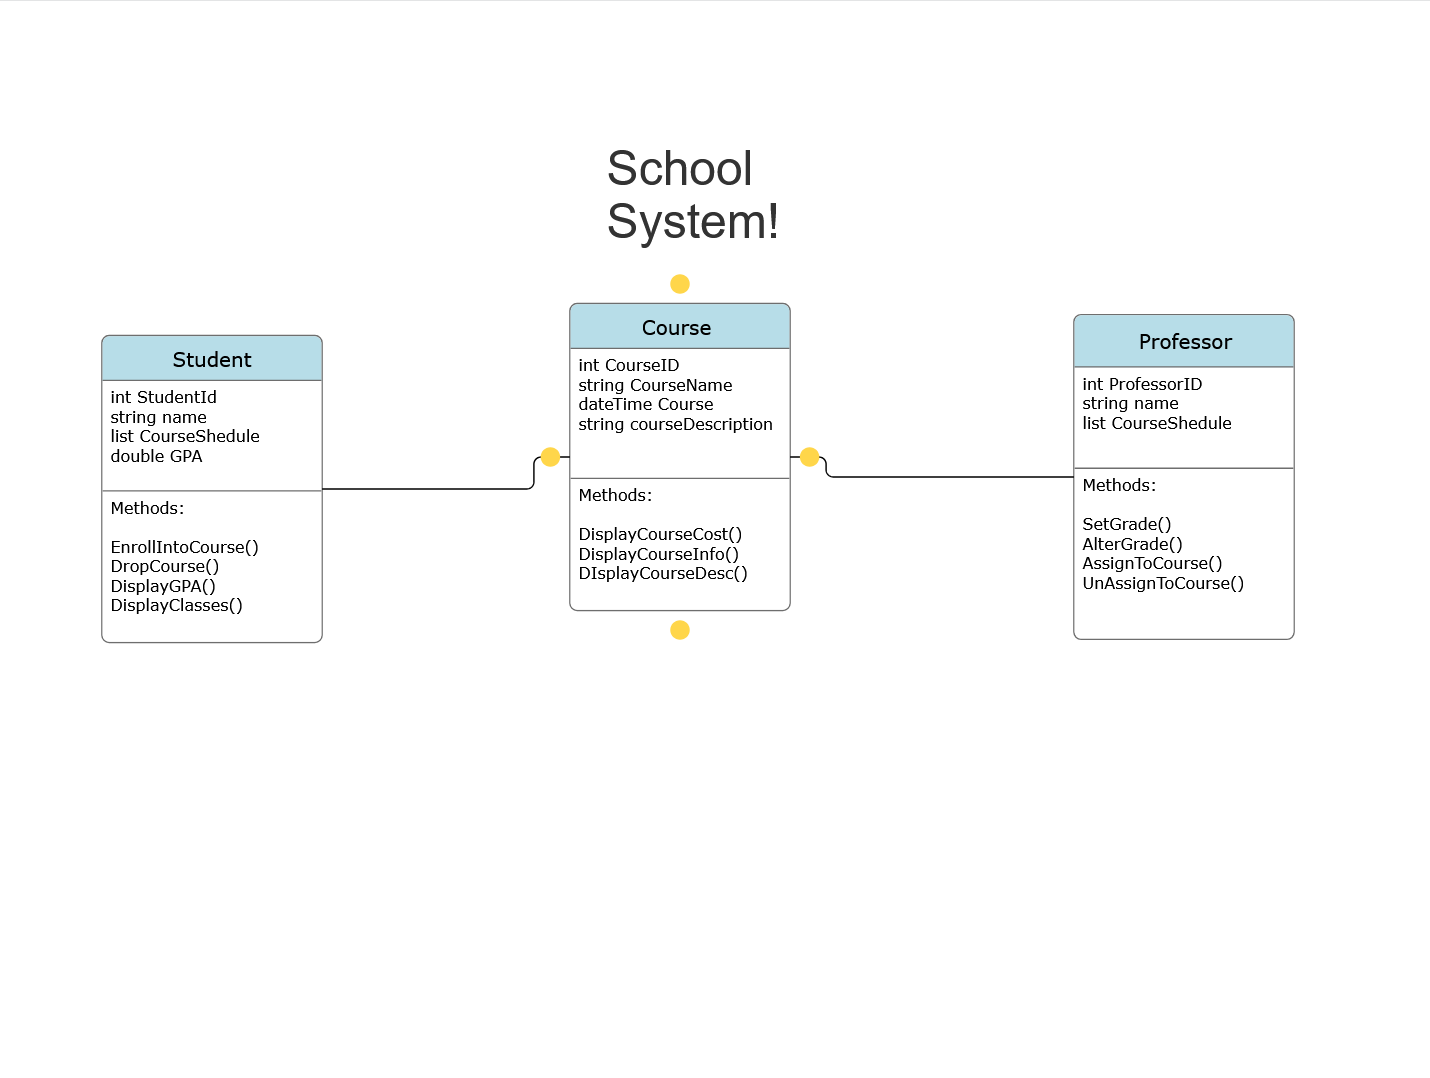 School
System!
Student
int StudentId
string name
list CourseShedule
double GPA
Methods:
EnrollIntoCourse()
DropCourse()
DisplayGPA()
DisplayClasses()
Course
int CourseID
string CourseName
dateTime Course
string courseDescription
Methods:
DisplayCourseCost()
DisplayCourseInfo()
DIsplayCourseDesc()
Professor
int ProfessorID
string name
list CourseShedule
Methods:
SetGrade()
AlterGrade()
AssignToCourse()
UnAssignToCourse()